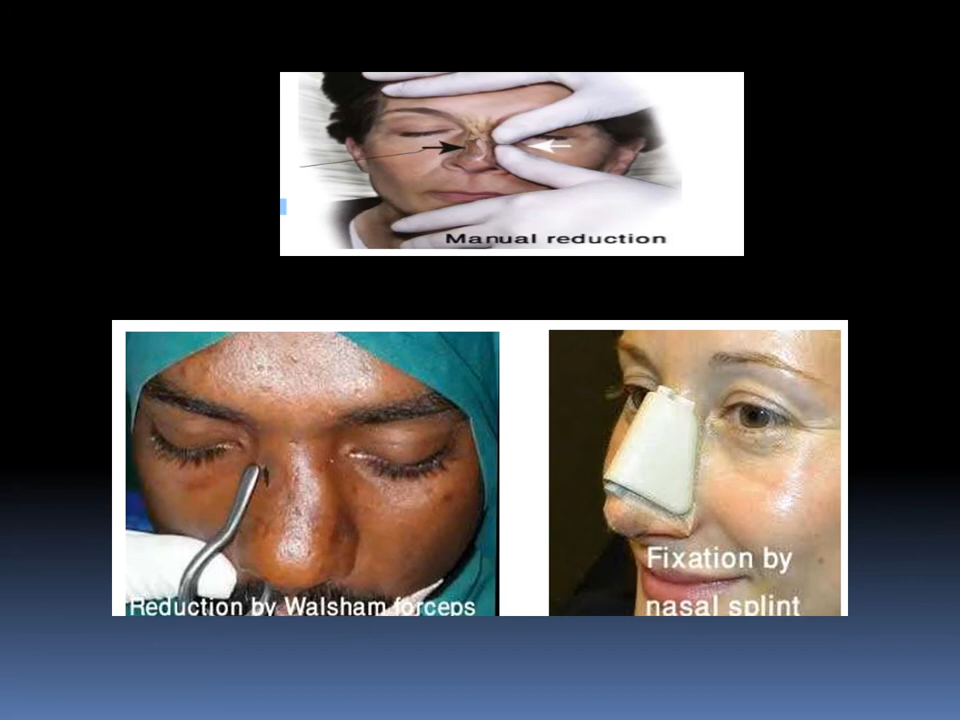 Manual reduction
Reduction by Walsham forceps
Fixation by
nasal splint